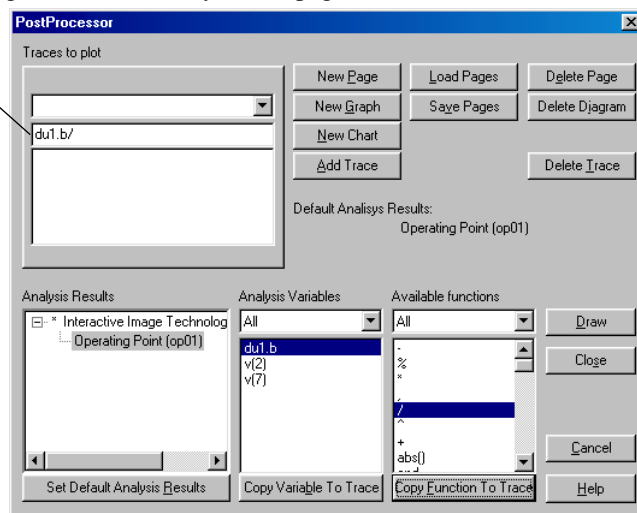 PostProcessor
Traces to plot
New Page
Load Pages
Delete Page
New Graph
Save Pages
Delete Djagram
du1.b/
New Chart
Add Trace
Delete Trace
Default Analisys Results:
Operating Point (op01)
Analysis Results
Analysis Variables
Available functions
* Interactive Image Technolog
All
All
Draw
Operating Point (op01)
du1.b
-
v(2)
%
Close
v(7)
*
,
/
^
+
abs()
Cancel
Set Default Analysis Results
Copy Variable To Trace
Copy Function To Trace
Help